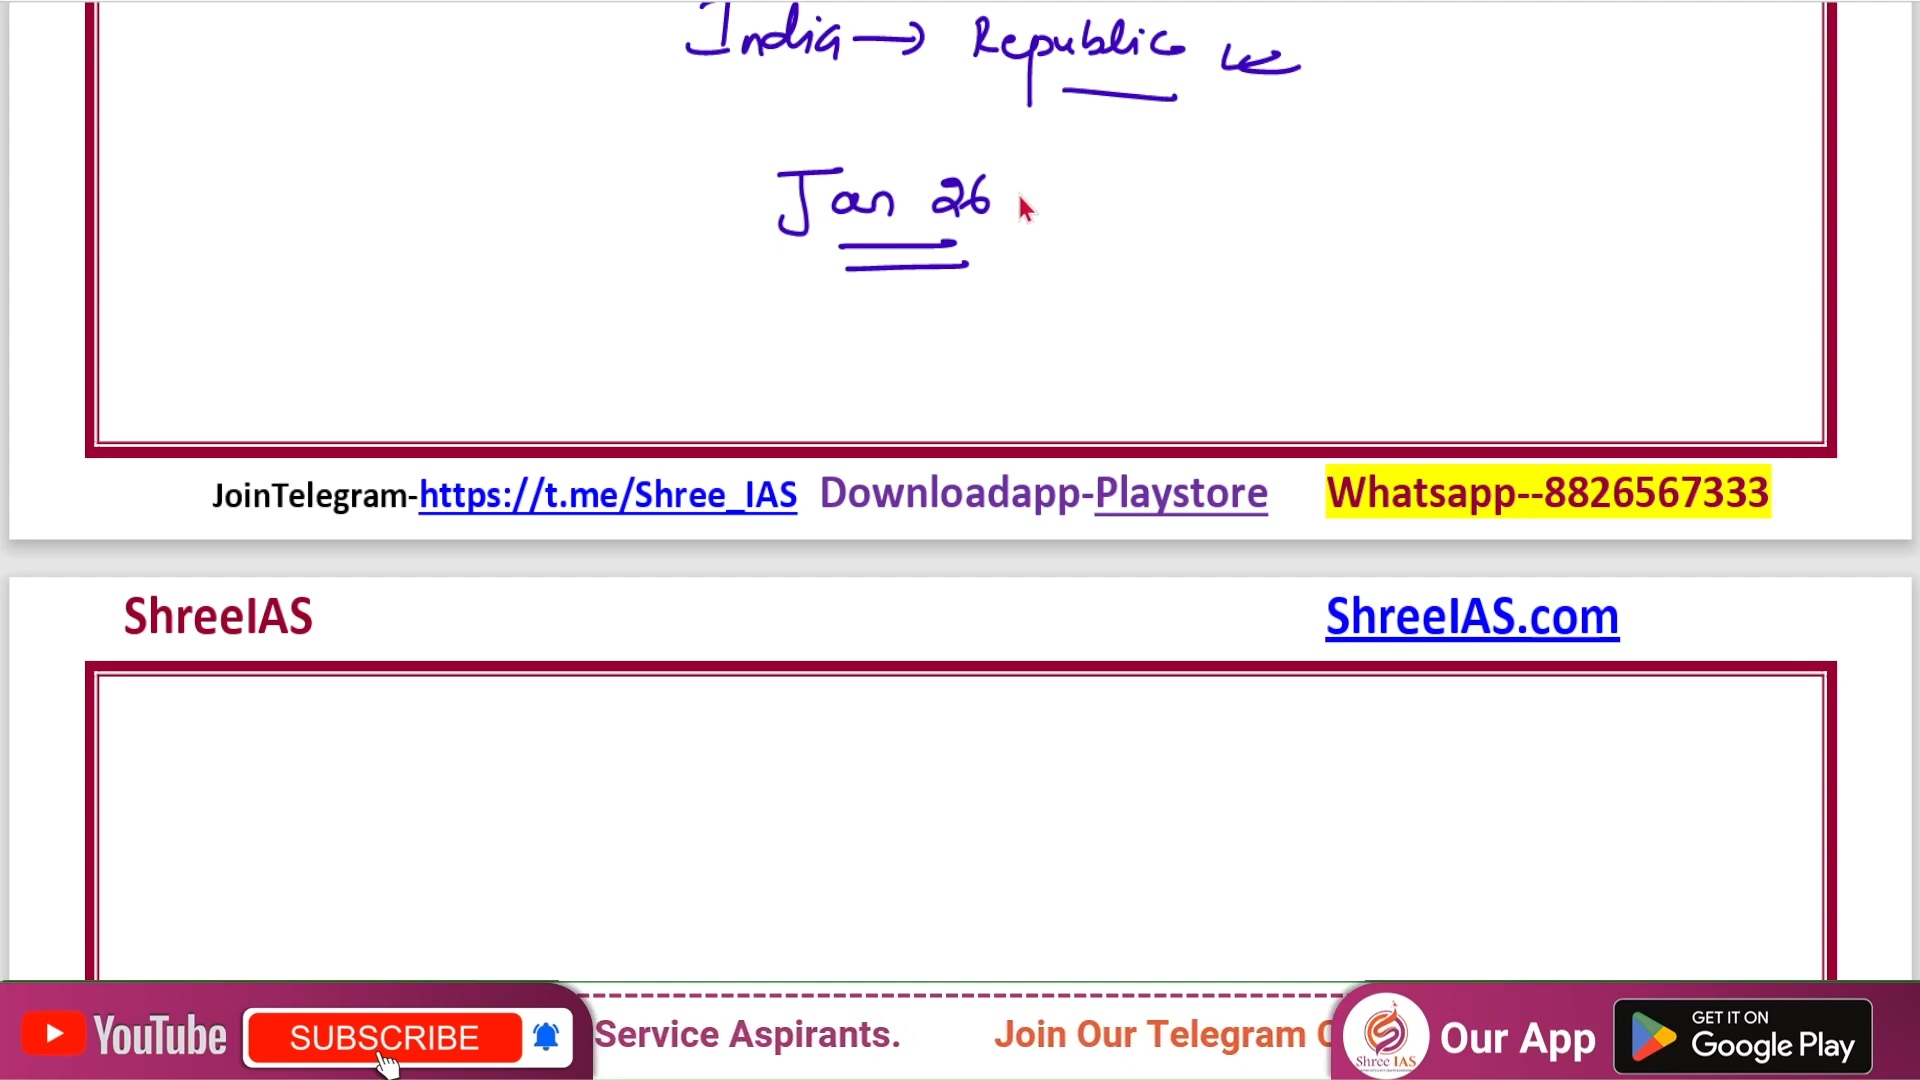 India → Republic
Jan 26
JoinTelegram-https://t.me/Shree_IAS Downloadapp-Playstore Whatsapp--8826567333
ShreeIAS ShreeIAS.com
YouTube SUBSCRIBE Service Aspirants. Join Our Telegram Shree IAS Our App GET IT ON Google Play